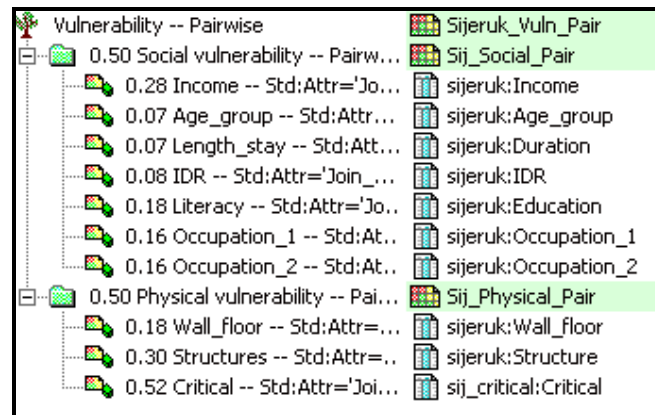 Vulnerability -- Pairwise Sijeruk_Vuln_Pair
0.50 Social vulnerability -- Pairw... Sij_Social_Pair
0.28 Income -- Std:Attr='Jo... sijeruk:Income
0.07 Age_group -- Std:Attr... sijeruk:Age_group
0.07 Length_stay -- Std:Att... sijeruk:Duration
0.08 IDR -- Std:Attr='Join_... sijeruk:IDR
0.18 Literacy -- Std:Attr='Jo... sijeruk:Education
0.16 Occupation_1 -- Std:At... sijeruk:Occupation_1
0.16 Occupation_2 -- Std:At... sijeruk:Occupation_2
0.50 Physical vulnerability -- Pai... Sij_Physical_Pair
0.18 Wall_floor -- Std:Attr=... sijeruk:Wall_floor
0.30 Structures -- Std:Attr=... sijeruk:Structure
0.52 Critical -- Std:Attr='Joi... sij_critical:Critical